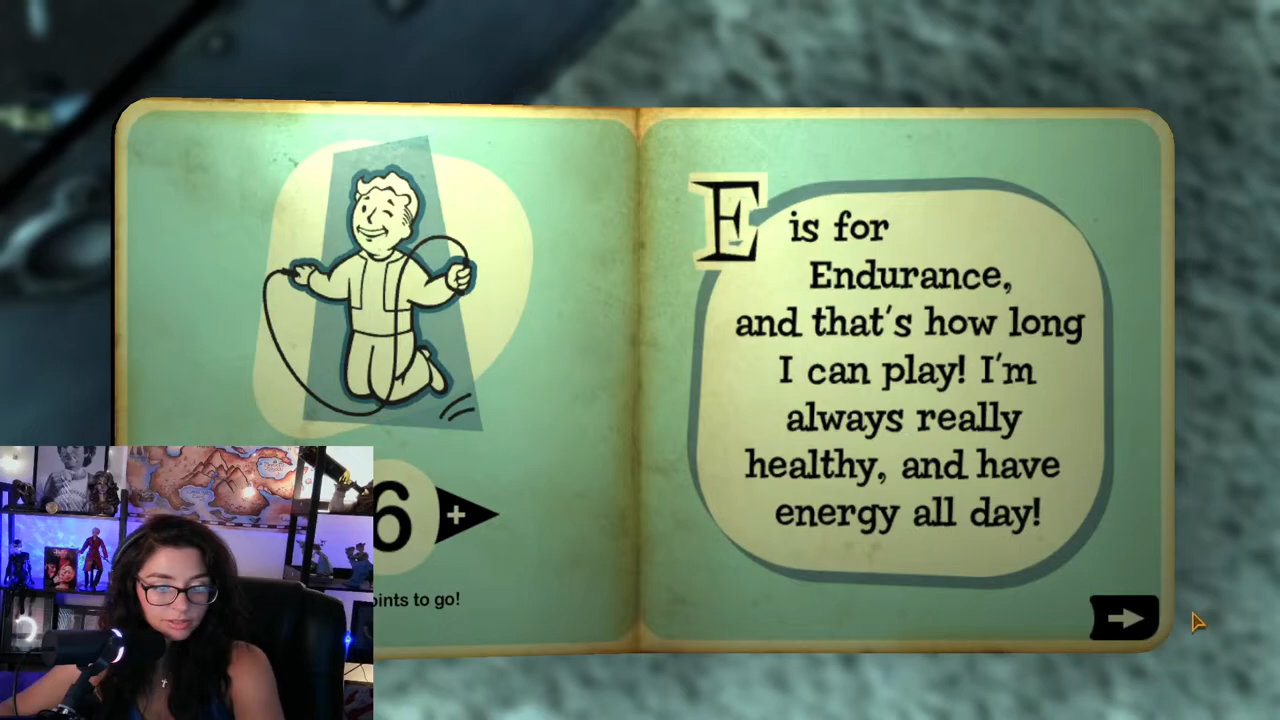 E is for
Endurance,
and that's how long
I can play! I'm
always really
healthy, and have
energy all day!
6 +
to go!